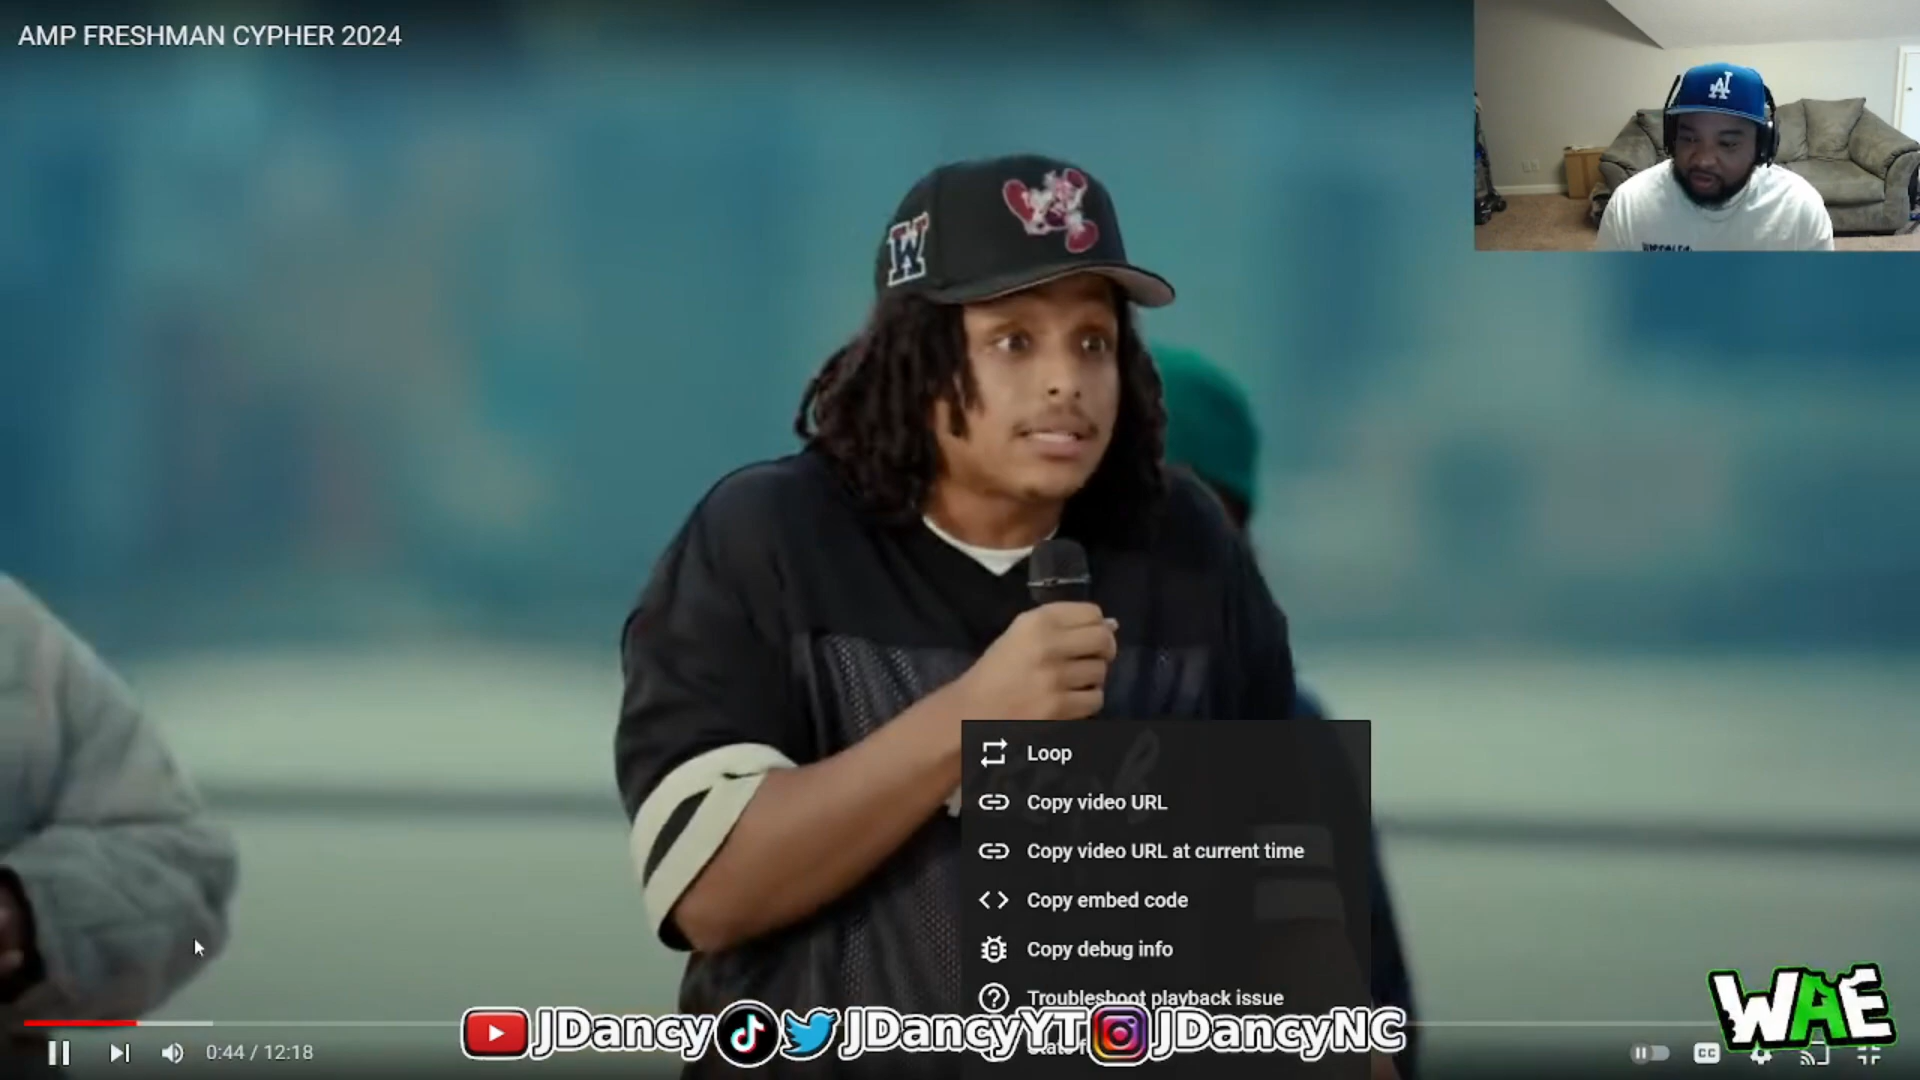 AMP FRESHMAN CYPHER 2024
W
Loop
Copy video URL
Copy video URL at current time
Copy embed code
Copy debug info
Troubleshoot playback issue
JDancy JDancyYT JDancyNC
WAE
0:44 / 12:18
CC